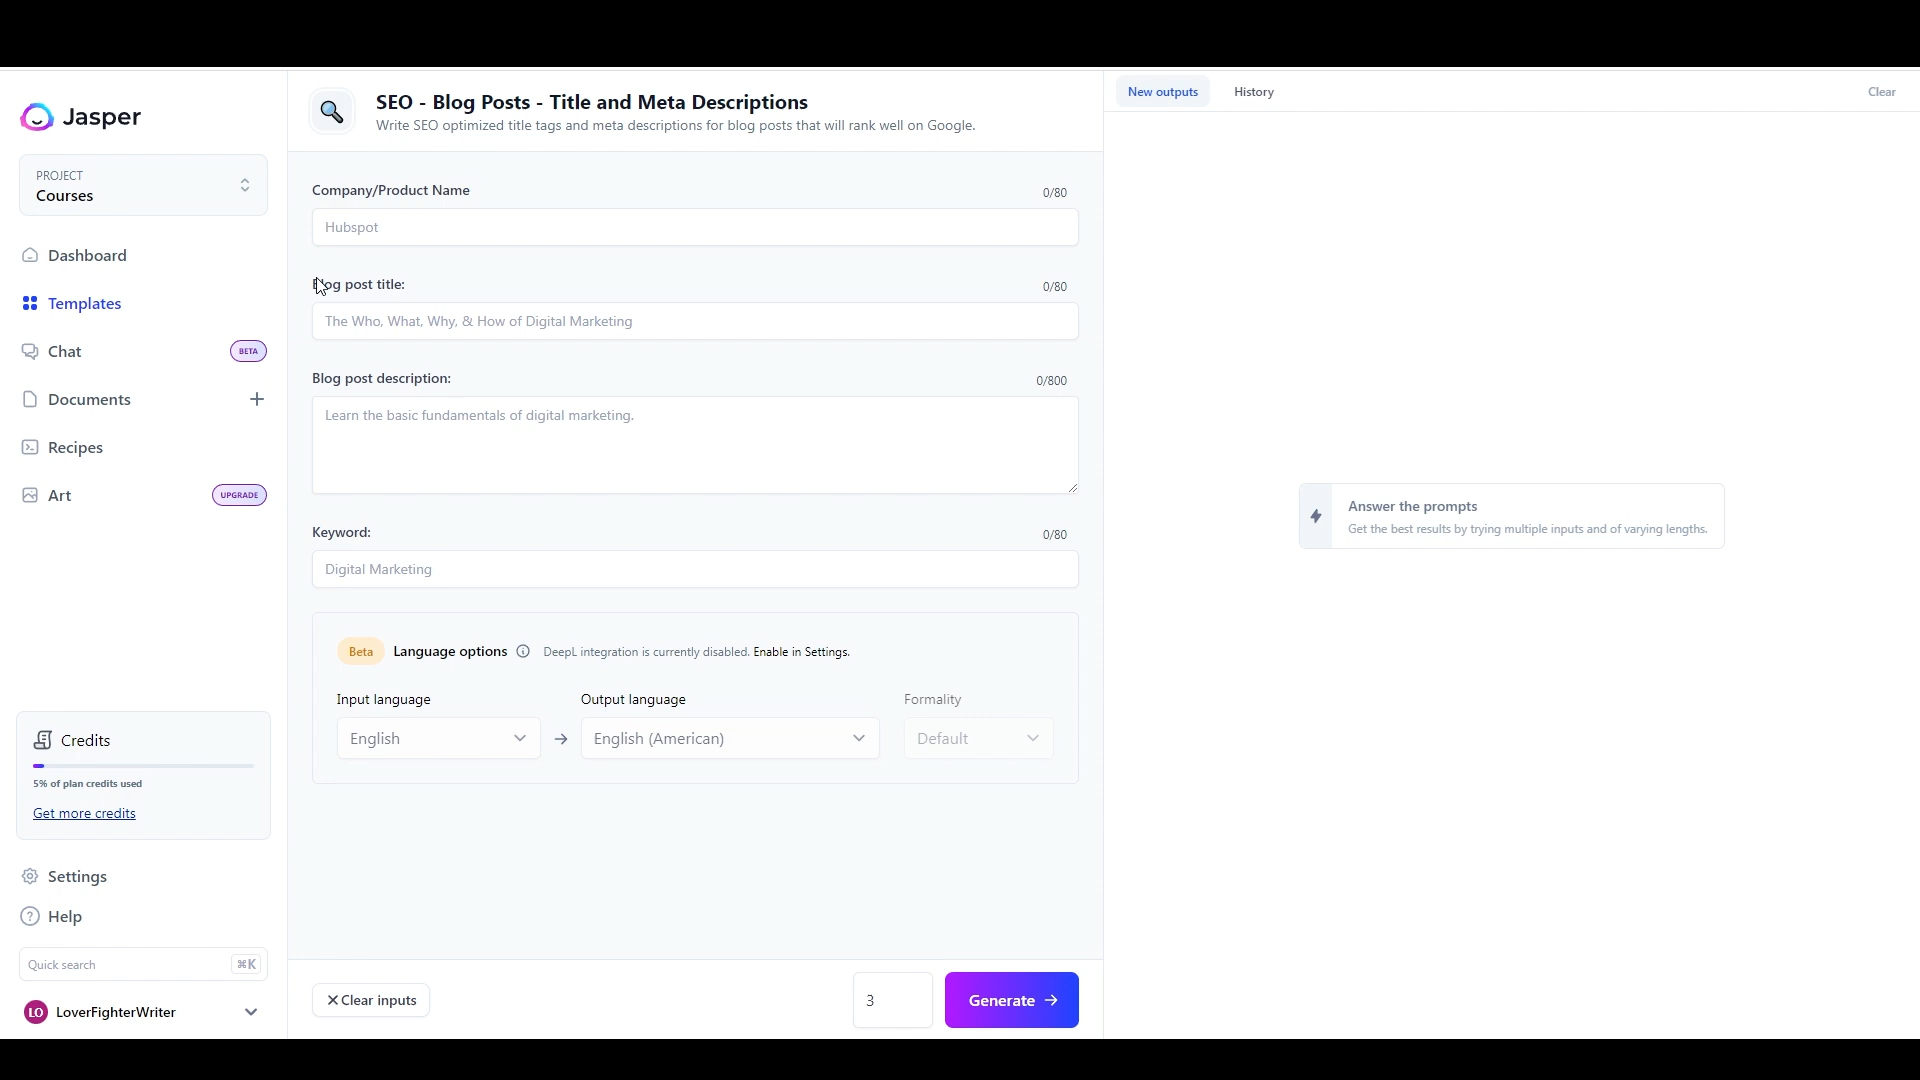 Jasper
PROJECT
Courses
Dashboard
Templates
Chat BETA
Documents
Recipes
Art UPGRADE
Credits
5% of plan credits used
Get more credits
Settings
Help
Quick search ⌘K
LO LoverFighterWriter
SEO - Blog Posts - Title and Meta Descriptions
Write SEO optimized title tags and meta descriptions for blog posts that will rank well on Google.
Company/Product Name 0/80
Hubspot
Blog post title: 0/80
The Who, What, Why, & How of Digital Marketing
Blog post description: 0/800
Learn the basic fundamentals of digital marketing.
Keyword: 0/80
Digital Marketing
Beta Language options DeepL integration is currently disabled. Enable in Settings.
Input language Output language Formality
English → English (American) Default
Clear inputs 3 Generate →
New outputs History Clear
Answer the prompts
Get the best results by trying multiple inputs and of varying lengths.